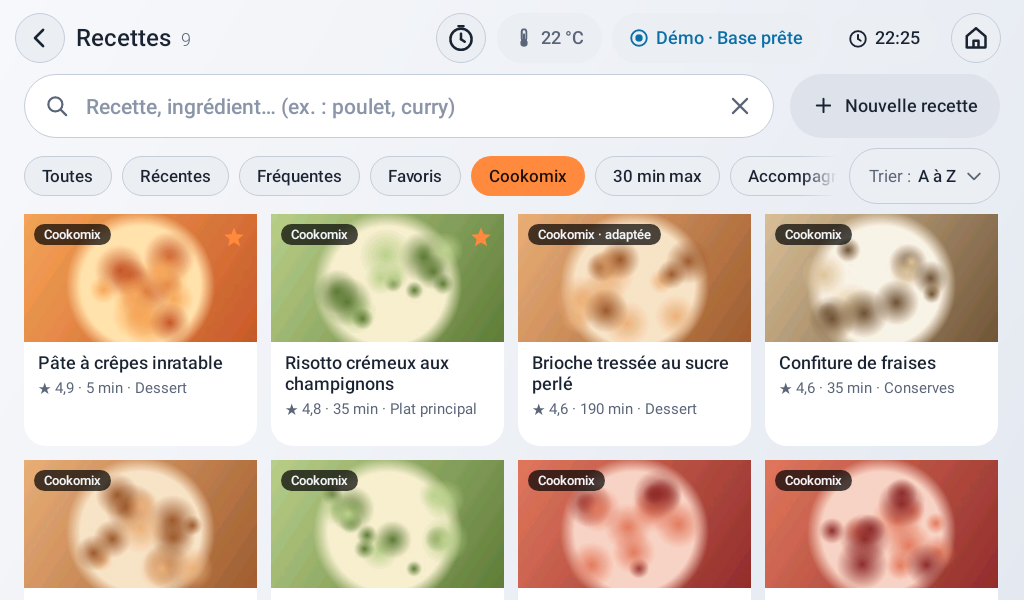 Recettes 9
22 °C
Démo · Base prête
22:25
Recette, ingrédient… (ex. : poulet, curry)
Nouvelle recette
Toutes
Récentes
Fréquentes
Favoris
Cookomix
30 min max
Accompagn
Trier : A à Z
Cookomix
Cookomix
Cookomix · adaptée
Cookomix
Pâte à crêpes inratable
★ 4,9 · 5 min · Dessert
Risotto crémeux aux
champignons
★ 4,8 · 35 min · Plat principal
Brioche tressée au sucre
perlé
★ 4,6 · 190 min · Dessert
Confiture de fraises
★ 4,6 · 35 min · Conserves
Cookomix
Cookomix
Cookomix
Cookomix